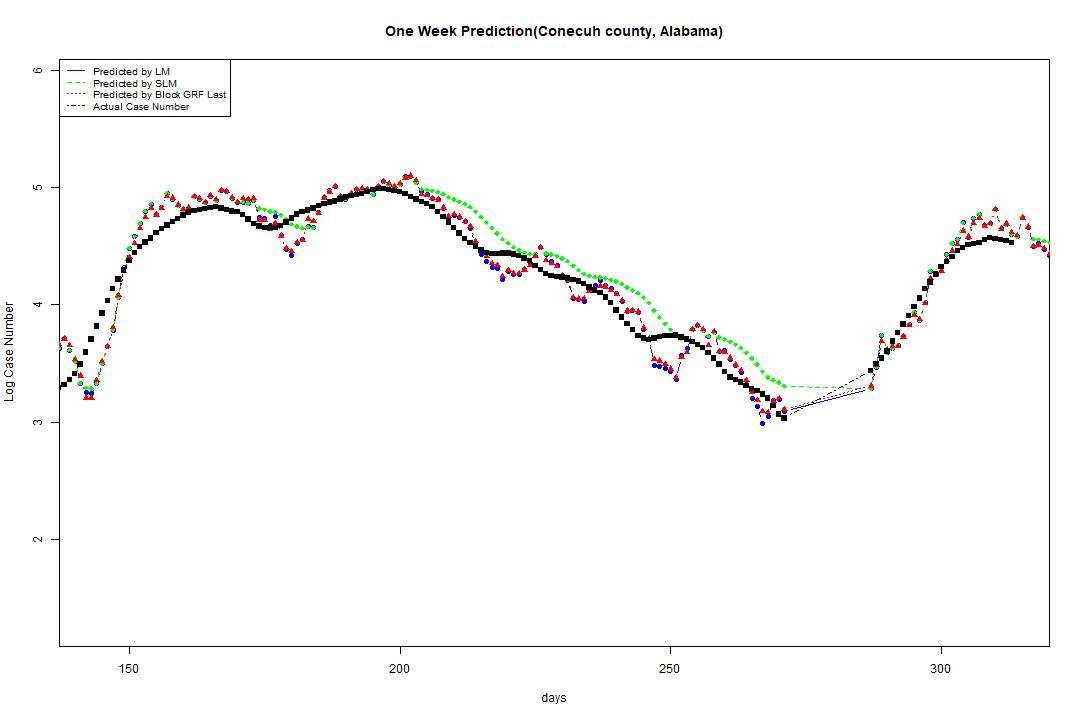 One Week Prediction(Conecuh county, Alabama)
Predicted by LM
Predicted by SLM
Predicted by Block GRF Last
Actual Case Number
6
5
4
3
2
Log Case Number
150 200 250 300
days